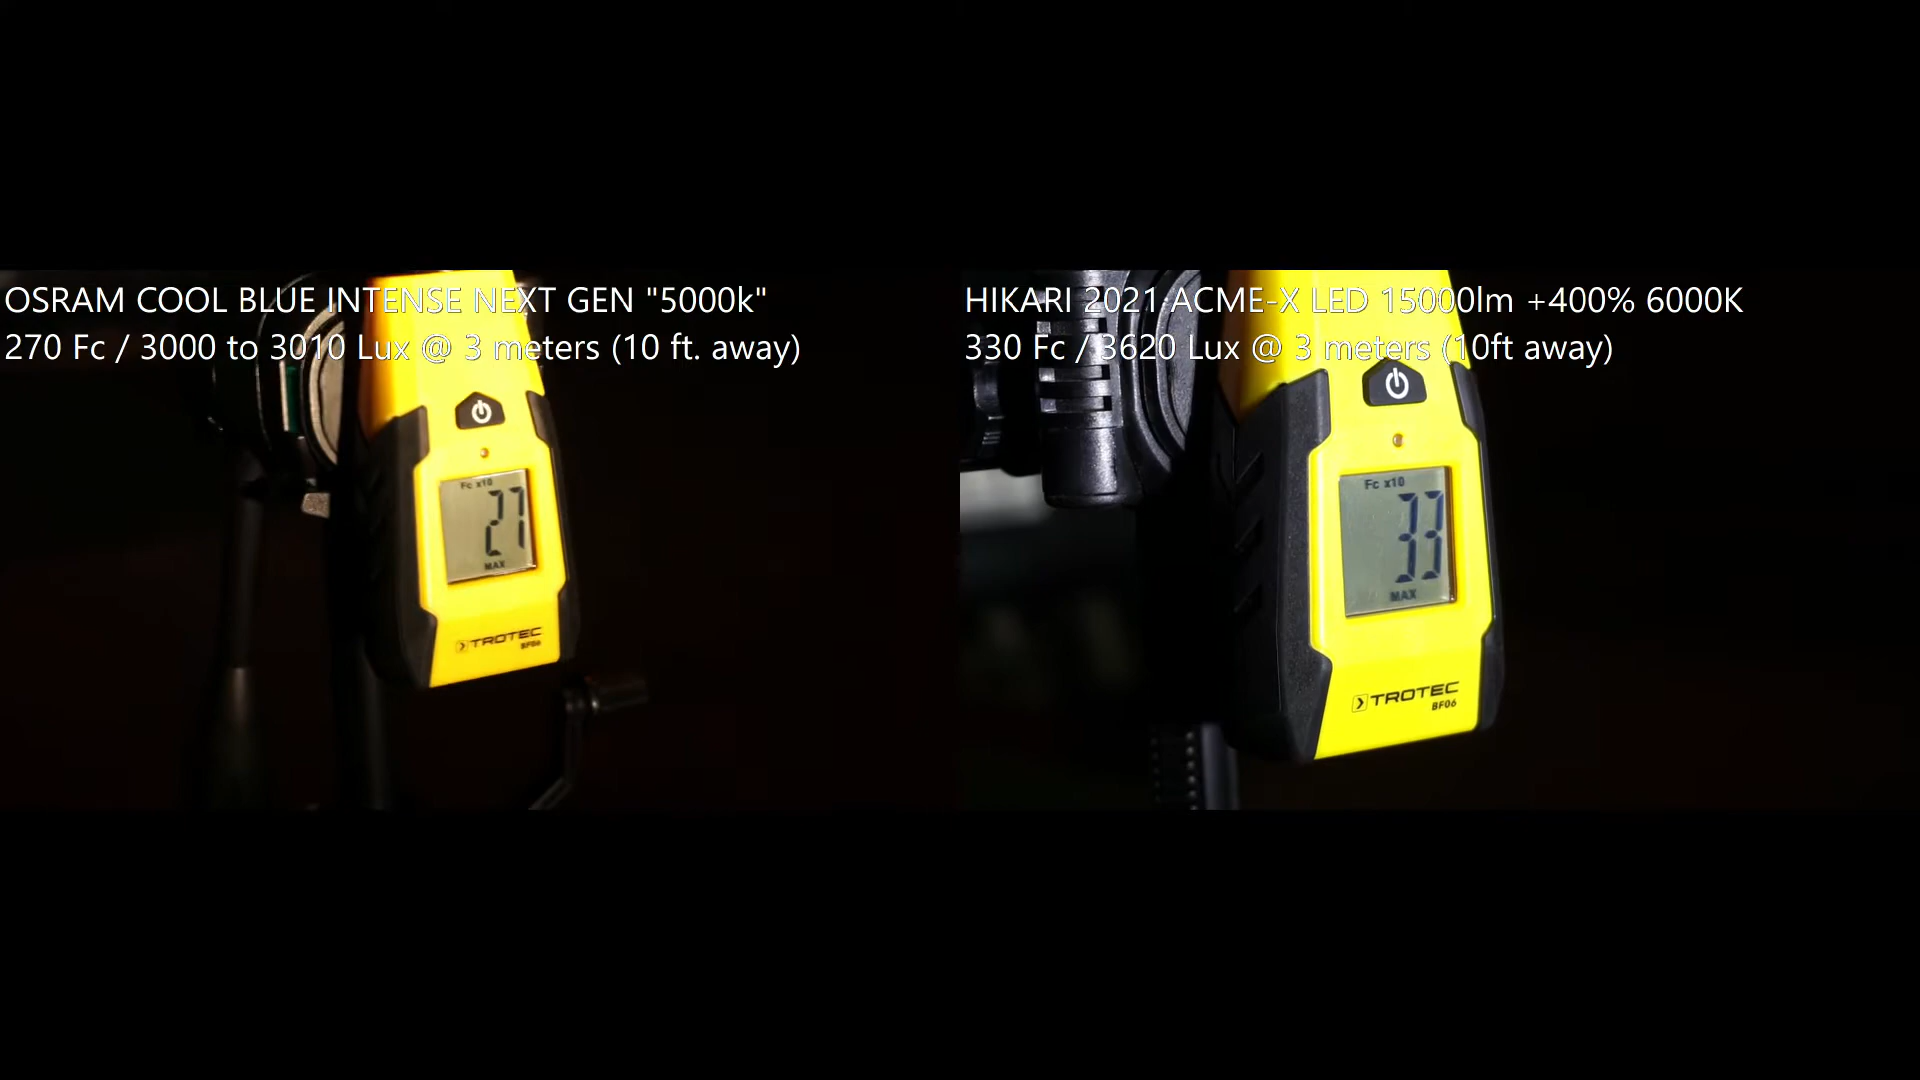 OSRAM COOL BLUE INTENSE NEXT GEN "5000k"
270 Fc / 3000 to 3010 Lux @ 3 meters (10 ft. away)
Fc x10
27
MAX
TROTEC
BF06
HIKARI 2021 ACME-X LED 15000lm +400% 6000K
330 Fc / 3620 Lux @ 3 meters (10ft away)
Fc x10
33
MAX
TROTEC
BF06